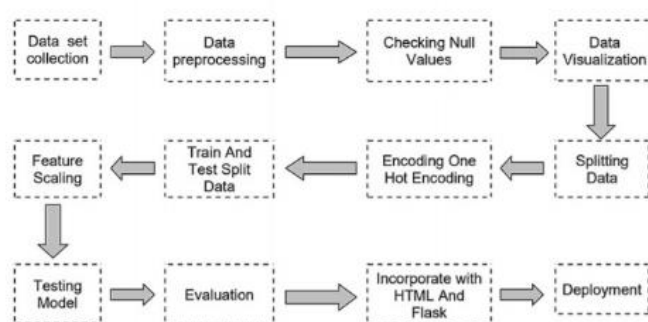 Data set
collection
Data
preprocessing
Checking Null
Values
Data
Visualization
Feature
Scaling
Train And
Test Split
Data
Encoding One
Hot Encoding
Splitting
Data
Testing
Model
Evaluation
Incorporate with
HTML And
Flask
Deployment